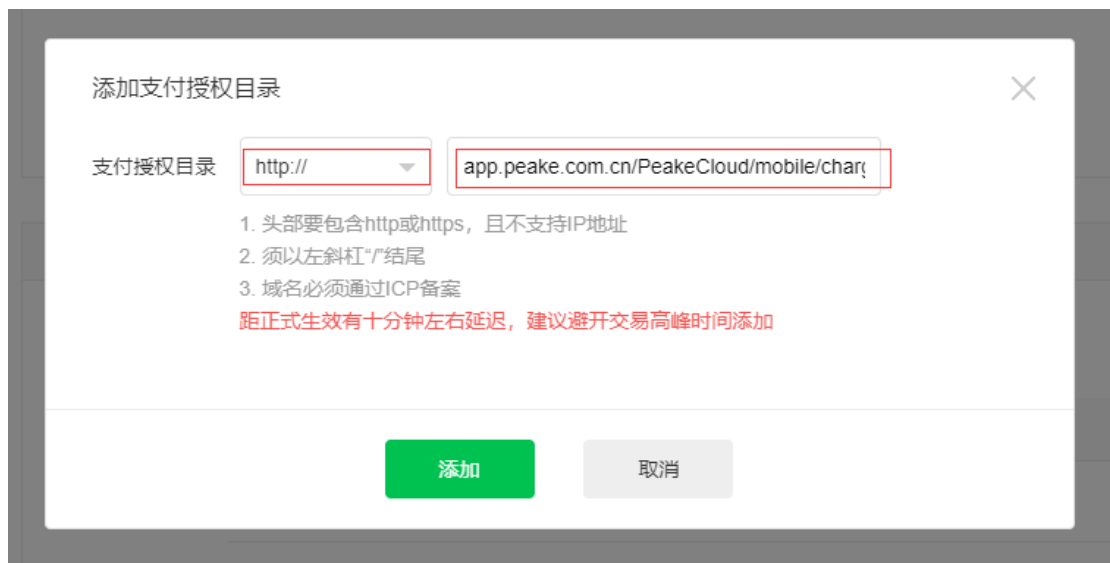 添加支付授权目录
支付授权目录 http:// app.peake.com.cn/PeakeCloud/mobile/charg
1. 头部要包含http或https，且不支持IP地址
2. 须以左斜杠“/”结尾
3. 域名必须通过ICP备案
距正式生效有十分钟左右延迟，建议避开交易高峰时间添加
添加 取消